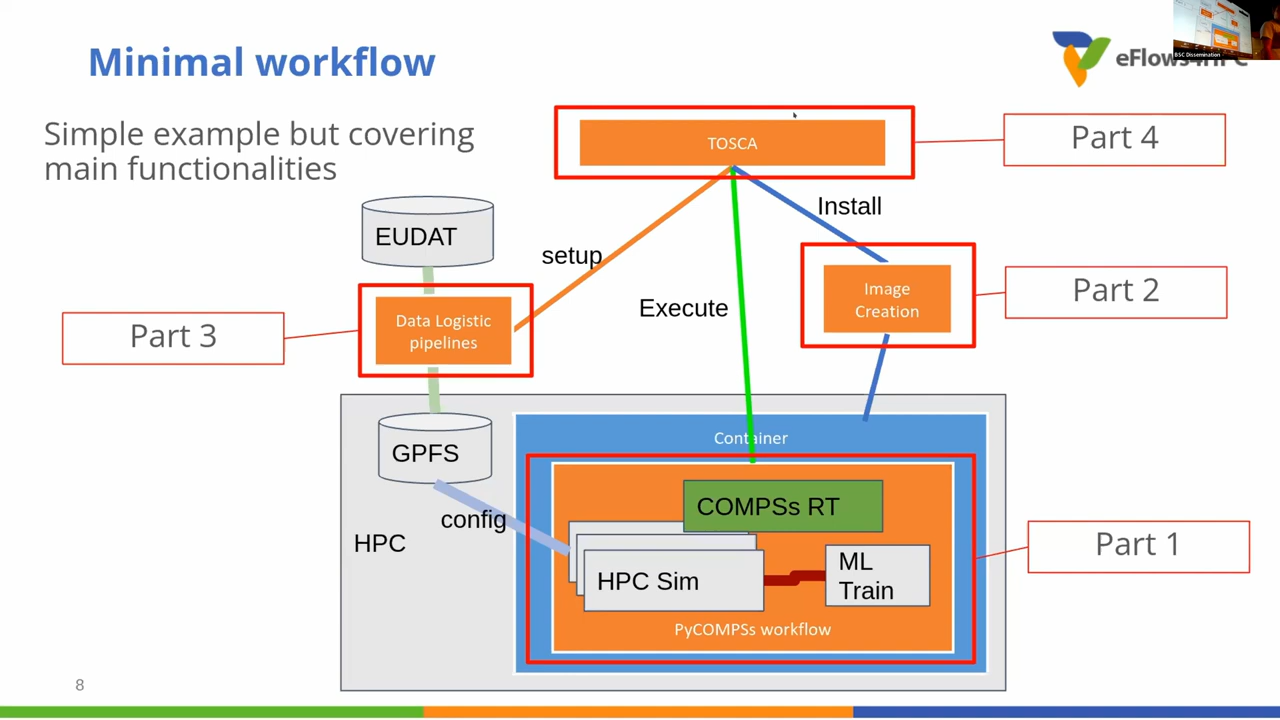 Minimal workflow
BSC Dissemination
Simple example but covering
main functionalities
TOSCA
Part 4
EUDAT
setup
Install
Execute
Image
Creation
Part 2
Data Logistic
pipelines
Part 3
GPFS
config
HPC
Container
COMPSs RT
HPC Sim
ML
Train
PyCOMPSs workflow
Part 1
8